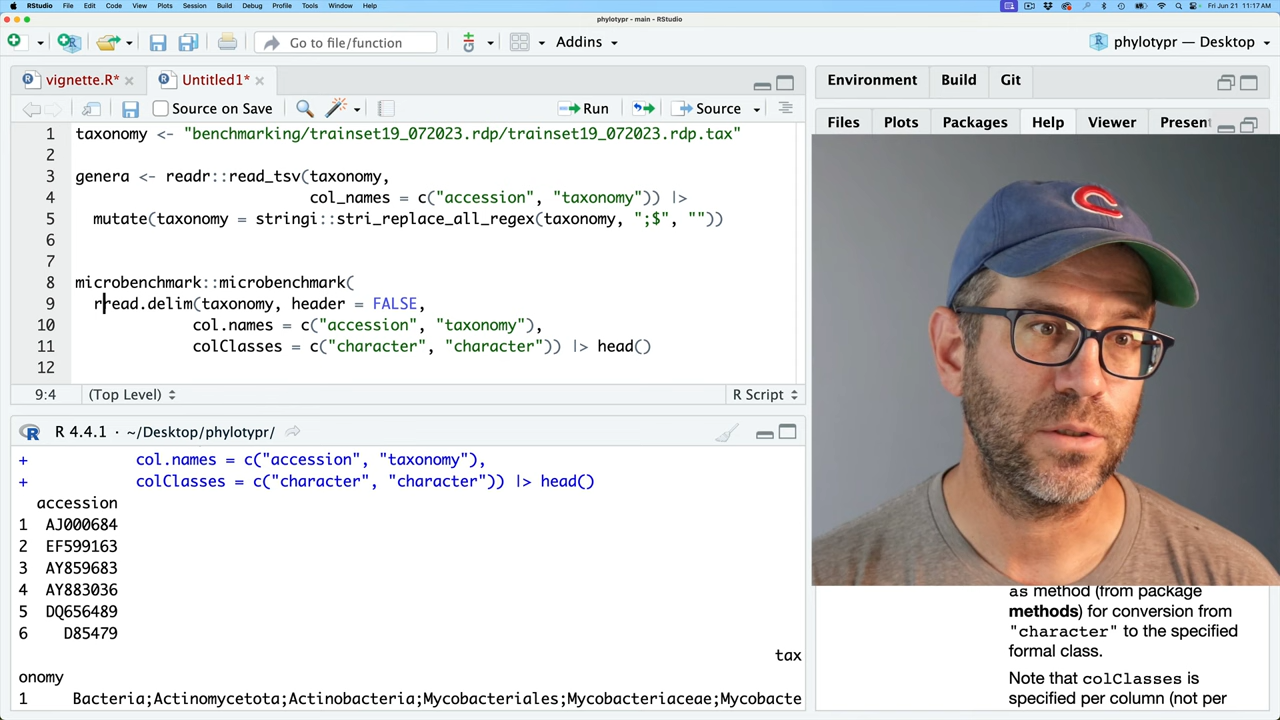 RStudio File Edit Code View Plots Session Build Debug Profile Tools Window Help Fri Jun 21 11:17 AM
phylotypr - main - RStudio
Go to file/function Addins phylotypr — Desktop
vignette.R* Untitled1*
Source on Save Run Source
1 taxonomy <- "benchmarking/trainset19_072023.rdp/trainset19_072023.rdp.tax"
2
3 genera <- readr::read_tsv(taxonomy,
4 col_names = c("accession", "taxonomy")) |>
5 mutate(taxonomy = stringi::stri_replace_all_regex(taxonomy, ";$", ""))
6
7
8 microbenchmark::microbenchmark(
9 rread.delim(taxonomy, header = FALSE,
10 col.names = c("accession", "taxonomy"),
11 colClasses = c("character", "character")) |> head()
12
9:4 (Top Level) R Script
R 4.4.1 · ~/Desktop/phylotypr/
+ col.names = c("accession", "taxonomy"),
+ colClasses = c("character", "character")) |> head()
accession
1 AJ000684
2 EF599163
3 AY859683
4 AY883036
5 DQ656489
6 D85479
tax
onomy
1 Bacteria;Actinomycetota;Actinobacteria;Mycobacteriales;Mycobacteriaceae;Mycobacte
Environment Build Git
Files Plots Packages Help Viewer Present
C
as method (from package
methods) for conversion from
"character" to the specified
formal class.
Note that colClasses is
specified per column (not per